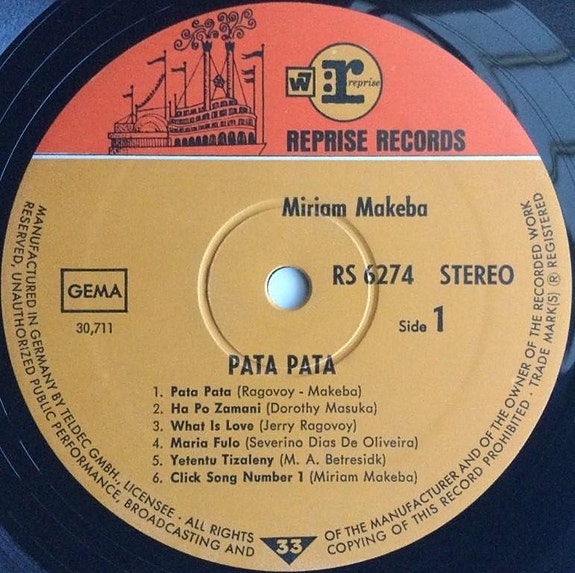 W7
r
reprise
REPRISE RECORDS
Miriam Makeba
RS 6274 STEREO
Side 1
GEMA
30,711
PATA PATA
1. Pata Pata (Ragovoy - Makeba)
2. Ha Po Zamani (Dorothy Masuka)
3. What Is Love (Jerry Ragovoy)
4. Maria Fulo (Severino Dias De Oliveira)
5. Yetentu Tizaleny (M. A. Betresidk)
6. Click Song Number 1 (Miriam Makeba)
MANUFACTURED IN GERMANY BY TELDEC GMBH., LICENSEE · ALL RIGHTS
RESERVED, UNAUTHORIZED PUBLIC PERFORMANCE, BROADCASTING AND
33
OF THE MANUFACTURER AND OF THE OWNER OF THE RECORDED WORK
COPYING OF THIS RECORD PROHIBITED · TRADE MARK(S) ® REGISTERED